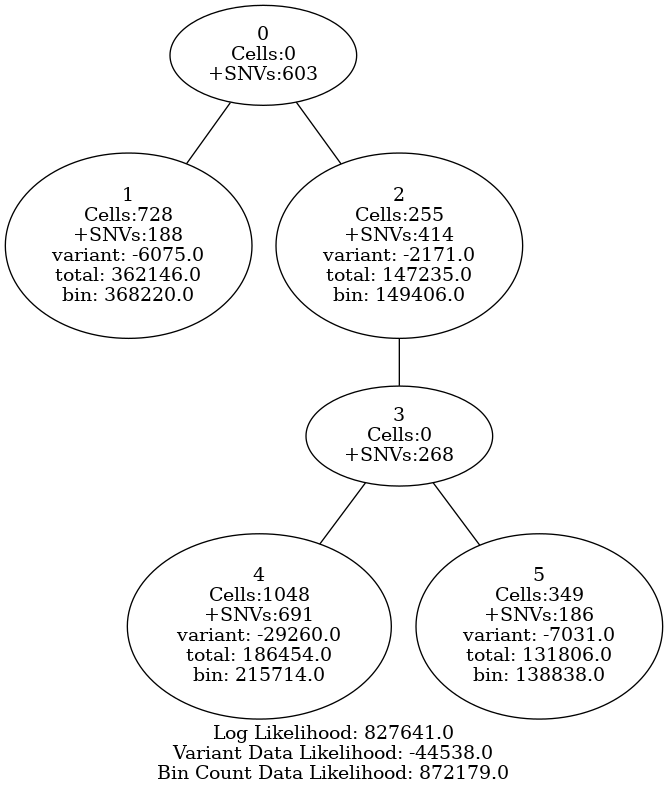 0
Cells:0
+SNVs:603
1
Cells:728
+SNVs:188
variant: -6075.0
total: 362146.0
bin: 368220.0
2
Cells:255
+SNVs:414
variant: -2171.0
total: 147235.0
bin: 149406.0
3
Cells:0
+SNVs:268
4
Cells:1048
+SNVs:691
variant: -29260.0
total: 186454.0
bin: 215714.0
5
Cells:349
+SNVs:186
variant: -7031.0
total: 131806.0
bin: 138838.0
Log Likelihood: 827641.0
Variant Data Likelihood: -44538.0
Bin Count Data Likelihood: 872179.0